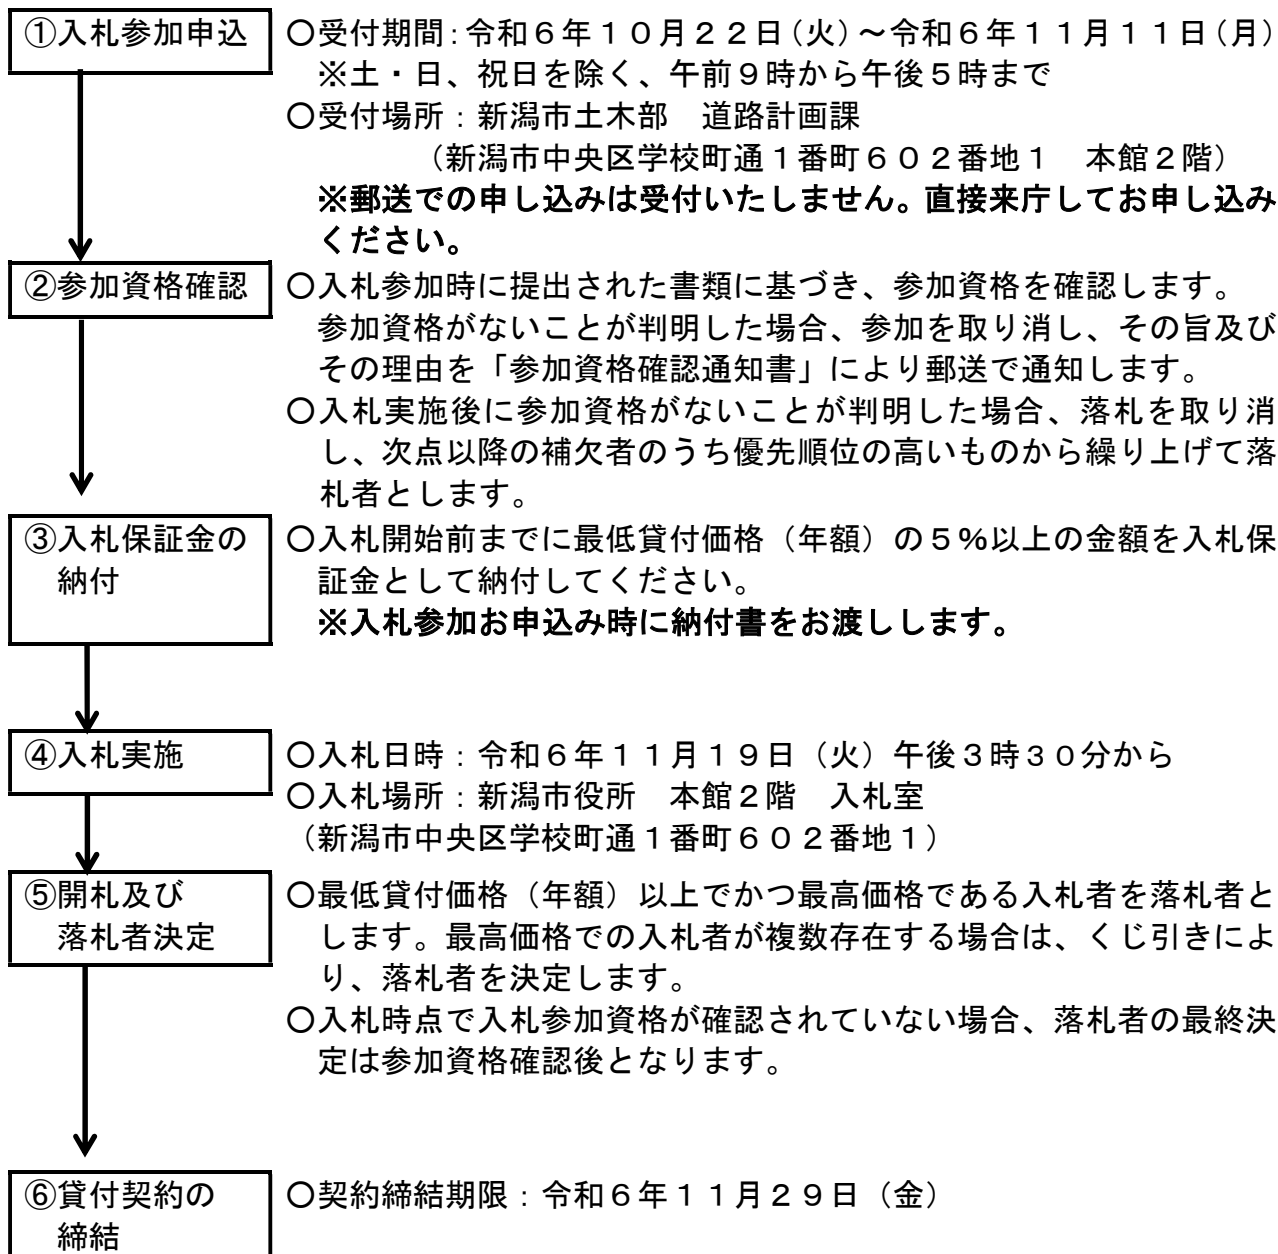 ①入札参加申込 〇受付期間：令和６年１０月２２日（火）～令和６年１１月１１日（月）
※土・日、祝日を除く、午前９時から午後５時まで
〇受付場所：新潟市土木部　道路計画課
（新潟市中央区学校町通１番町６０２番地１　本館２階）
※郵送での申し込みは受付いたしません。直接来庁してお申し込み
ください。
②参加資格確認 〇入札参加時に提出された書類に基づき、参加資格を確認します。
参加資格がないことが判明した場合、参加を取り消し、その旨及び
その理由を「参加資格確認通知書」により郵送で通知します。
〇入札実施後に参加資格がないことが判明した場合、落札を取り消
し、次点以降の補欠者のうち優先順位の高いものから繰り上げて落
札者とします。
③入札保証金の 〇入札開始前までに最低貸付価格（年額）の５％以上の金額を入札保
納付 証金として納付してください。
※入札参加お申込み時に納付書をお渡しします。
④入札実施 〇入札日時：令和６年１１月１９日（火）午後３時３０分から
〇入札場所：新潟市役所　本館２階　入札室
（新潟市中央区学校町通１番町６０２番地１）
⑤開札及び 〇最低貸付価格（年額）以上でかつ最高価格である入札者を落札者と
落札者決定 します。最高価格での入札者が複数存在する場合は、くじ引きによ
り、落札者を決定します。
〇入札時点で入札参加資格が確認されていない場合、落札者の最終決
定は参加資格確認後となります。
⑥貸付契約の 〇契約締結期限：令和６年１１月２９日（金）
締結